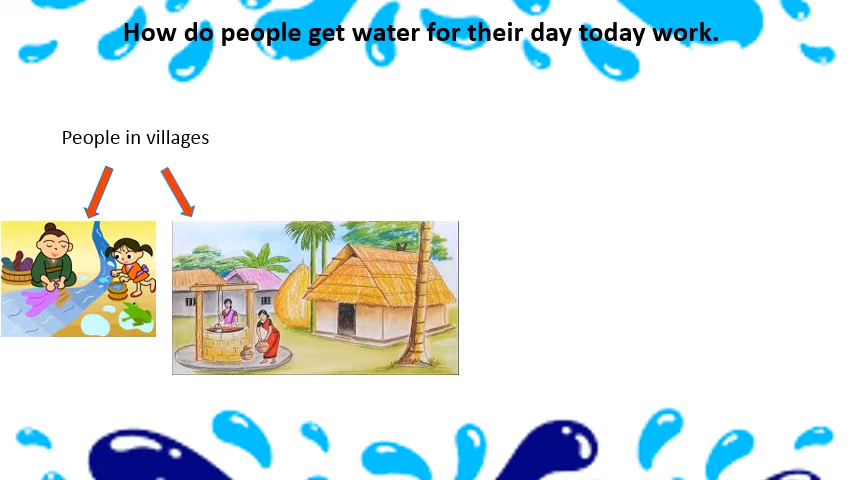 How do people get water for their day today work.
People in villages